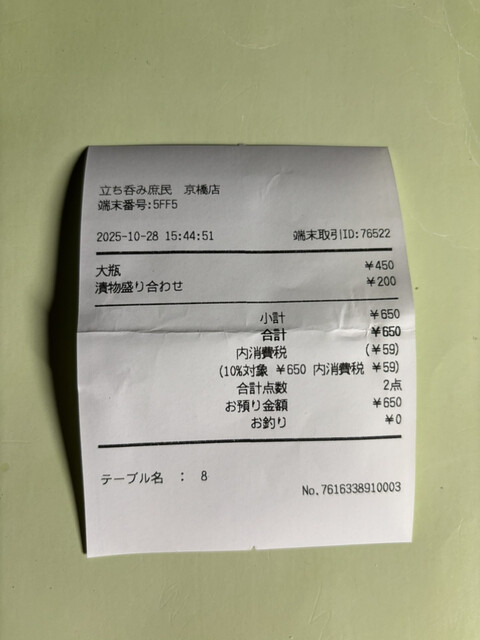 立ち呑み庶民 京橋店
端末番号:5FF5
2025-10-28 15:44:51 端末取引ID:76522
大瓶 ¥450
漬物盛り合わせ ¥200
小計 ¥650
合計 ¥650
内消費税 (¥59)
(10%対象 ¥650 内消費税 ¥59)
合計点数 2点
お預り金額 ¥650
お釣り ¥0
テーブル名 : 8
No.7616338910003